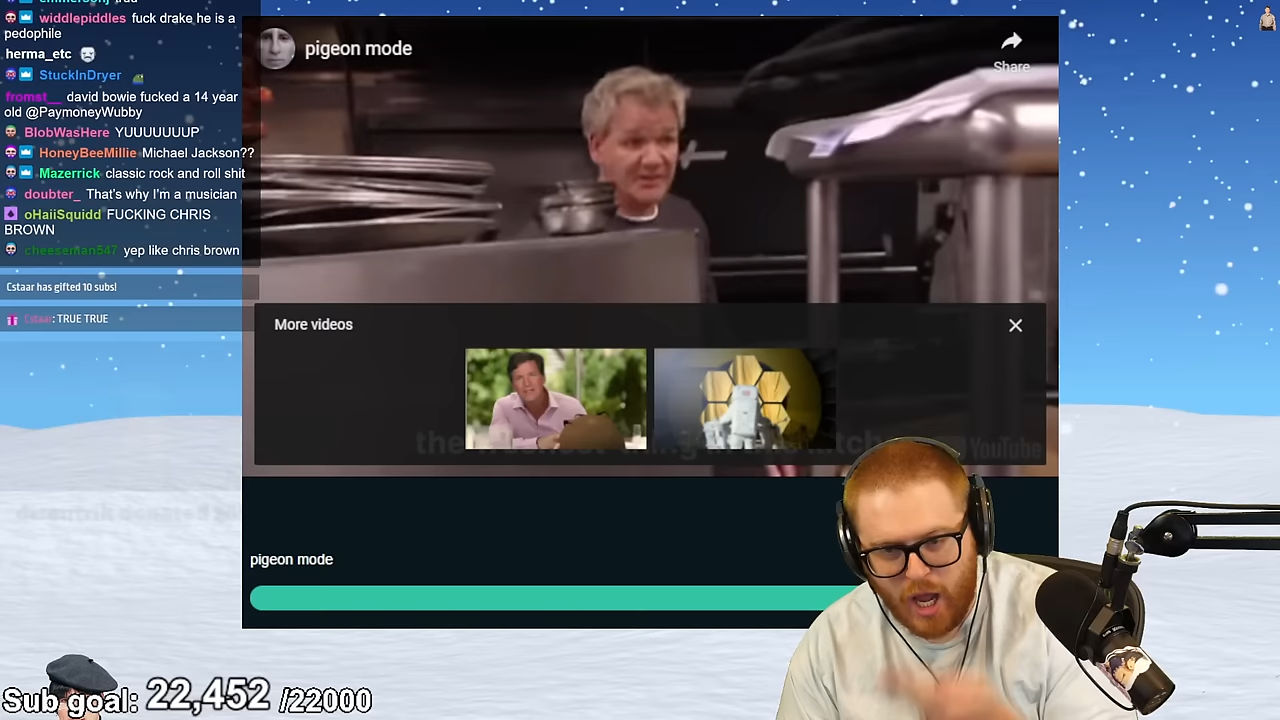 widdlepiddles fuck drake he is a
pedophile
herma_etc
StuckInDryer
fromst__ david bowie fucked a 14 year
old @PaymoneyWubby
BlobWasHere YUUUUUUUP
HoneyBeeMillie Michael Jackson??
Mazerrick classic rock and roll shit
doubter_ That's why I'm a musician
oHaiiSquidd FUCKING CHRIS
BROWN
cheeseman547 yep like chris brown
Cstaar has gifted 10 subs!
Cstaar: TRUE TRUE
pigeon mode
Share
More videos
YouTube
pigeon mode
Sub goal: 22,452 /22000